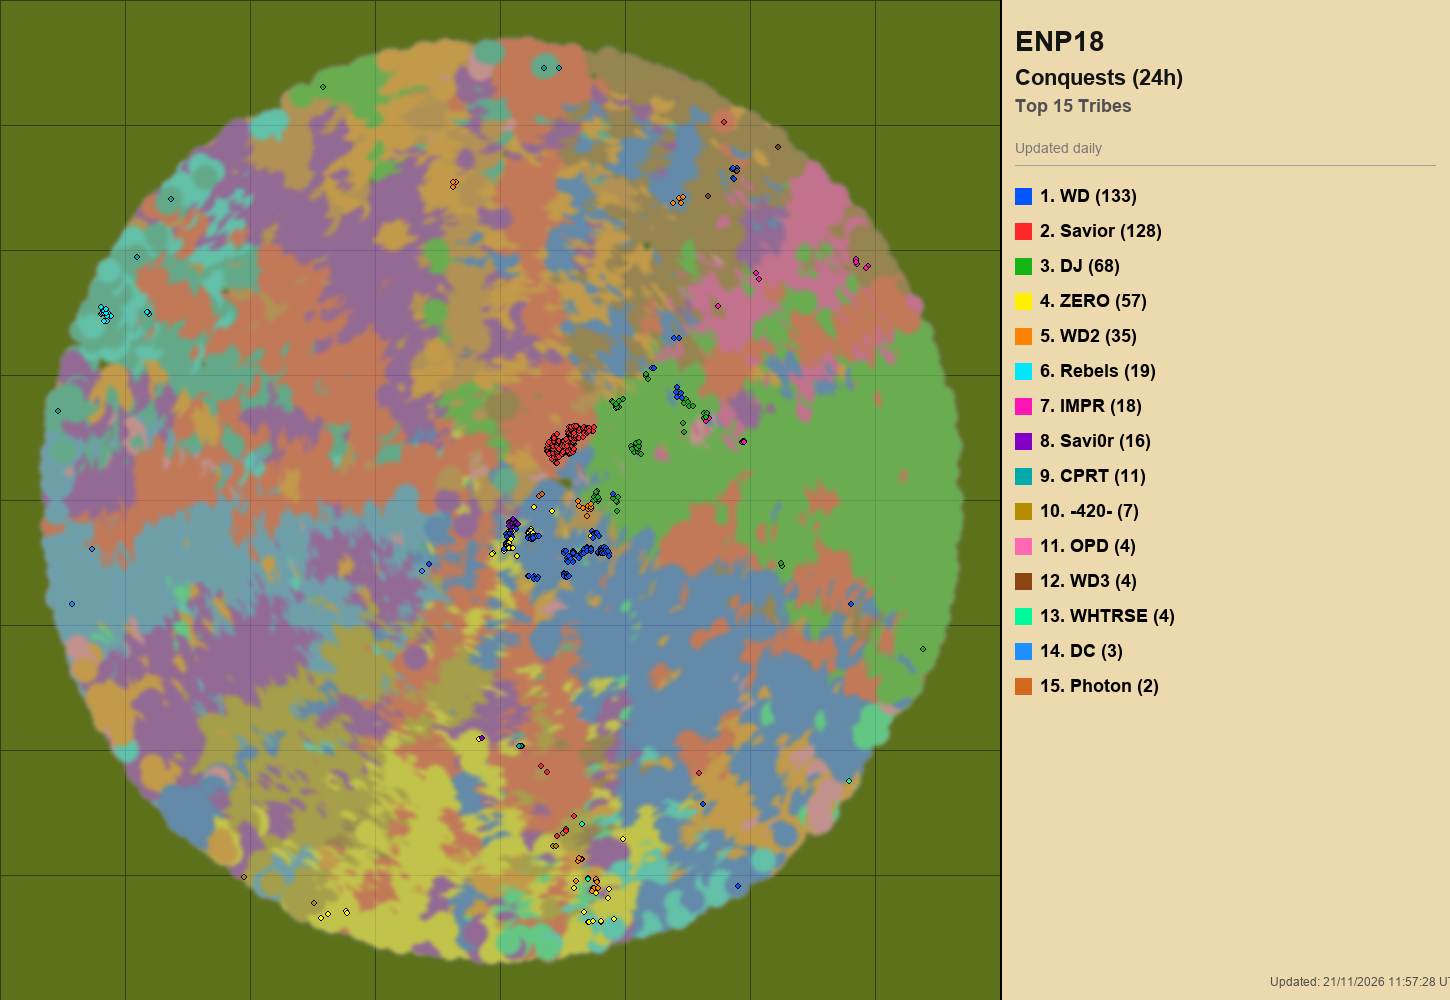 ENP18
Conquests (24h)
Top 15 Tribes
Updated daily
1. WD (133)
2. Savior (128)
3. DJ (68)
4. ZERO (57)
5. WD2 (35)
6. Rebels (19)
7. IMPR (18)
8. Savi0r (16)
9. CPRT (11)
10. -420- (7)
11. OPD (4)
12. WD3 (4)
13. WHTRSE (4)
14. DC (3)
15. Photon (2)
Updated: 21/11/2026 11:57:28 U